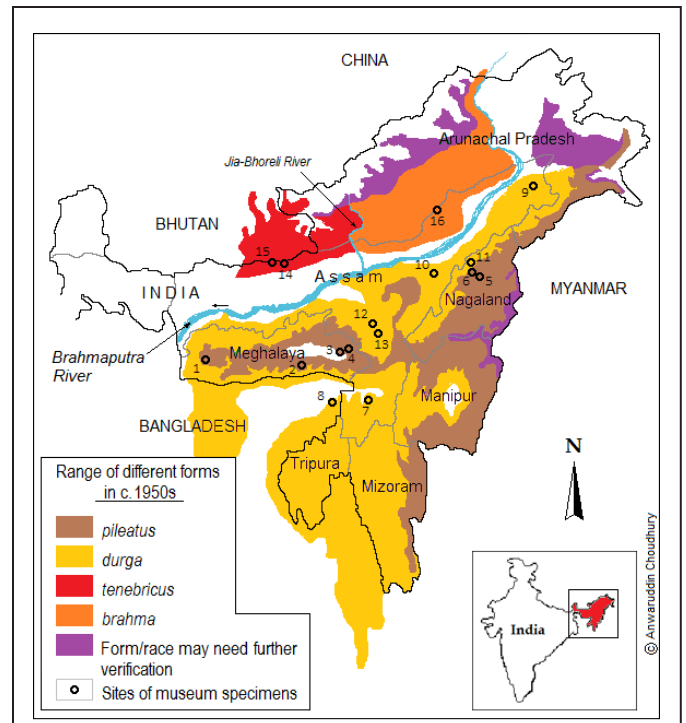 CHINA
Arunachal Pradesh
Jia-Bhoreli River
9
BHUTAN
16
15
14
A s s a m
11
10
6
5
I N D I A
Nagaland
MYANMAR
12
13
Brahmaputra
River
Meghalaya
3
4
1
2
8
7
Manipur
BANGLADESH
Tripura
Mizoram
N
Range of different forms
in c.1950s
pileatus
durga
tenebricus
brahma
Form/race may need further
verification
Sites of museum specimens
India
© Anwaruddin Choudhury